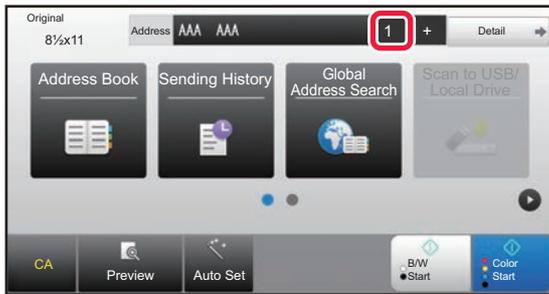 Original
8½x11
Address AAA AAA 1 + Detail
Address Book
Sending History
Global
Address Search
Scan to USB/
Local Drive
CA
Preview
Auto Set
B/W
Start
Color
Start